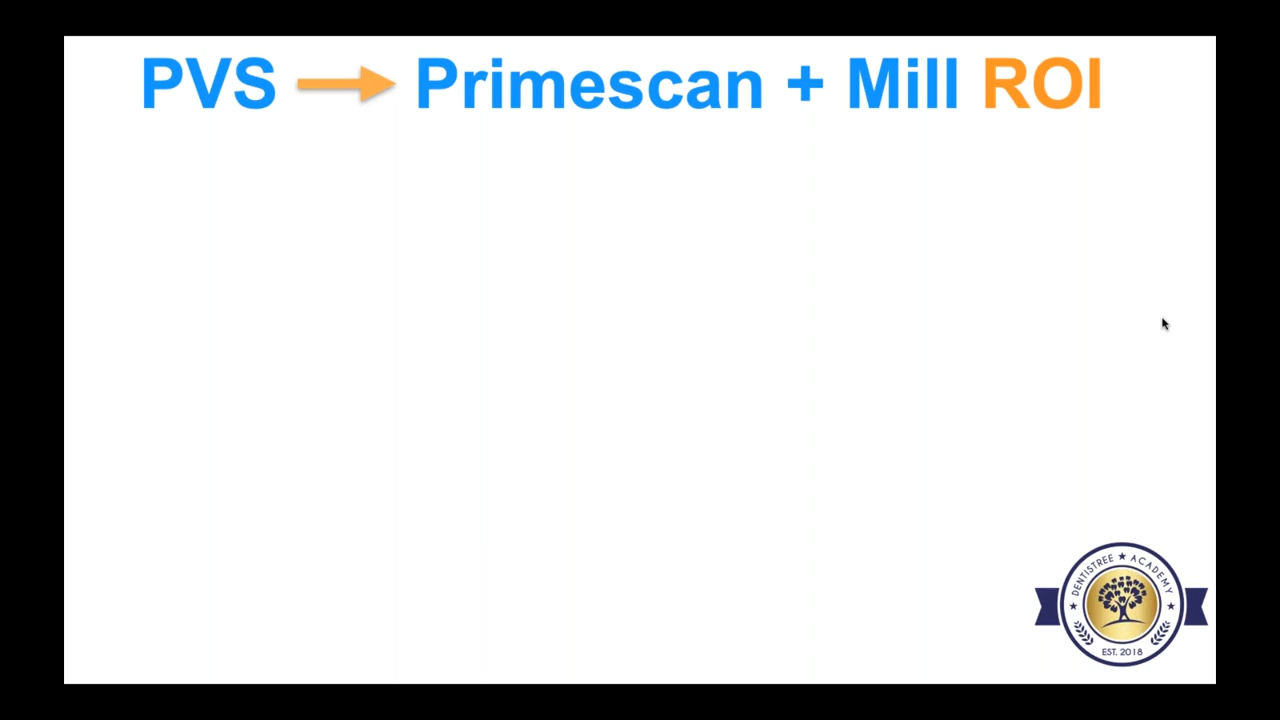 PVS → Primescan + Mill ROI
DENTISTREE ★ ACADEMY
EST. 2018